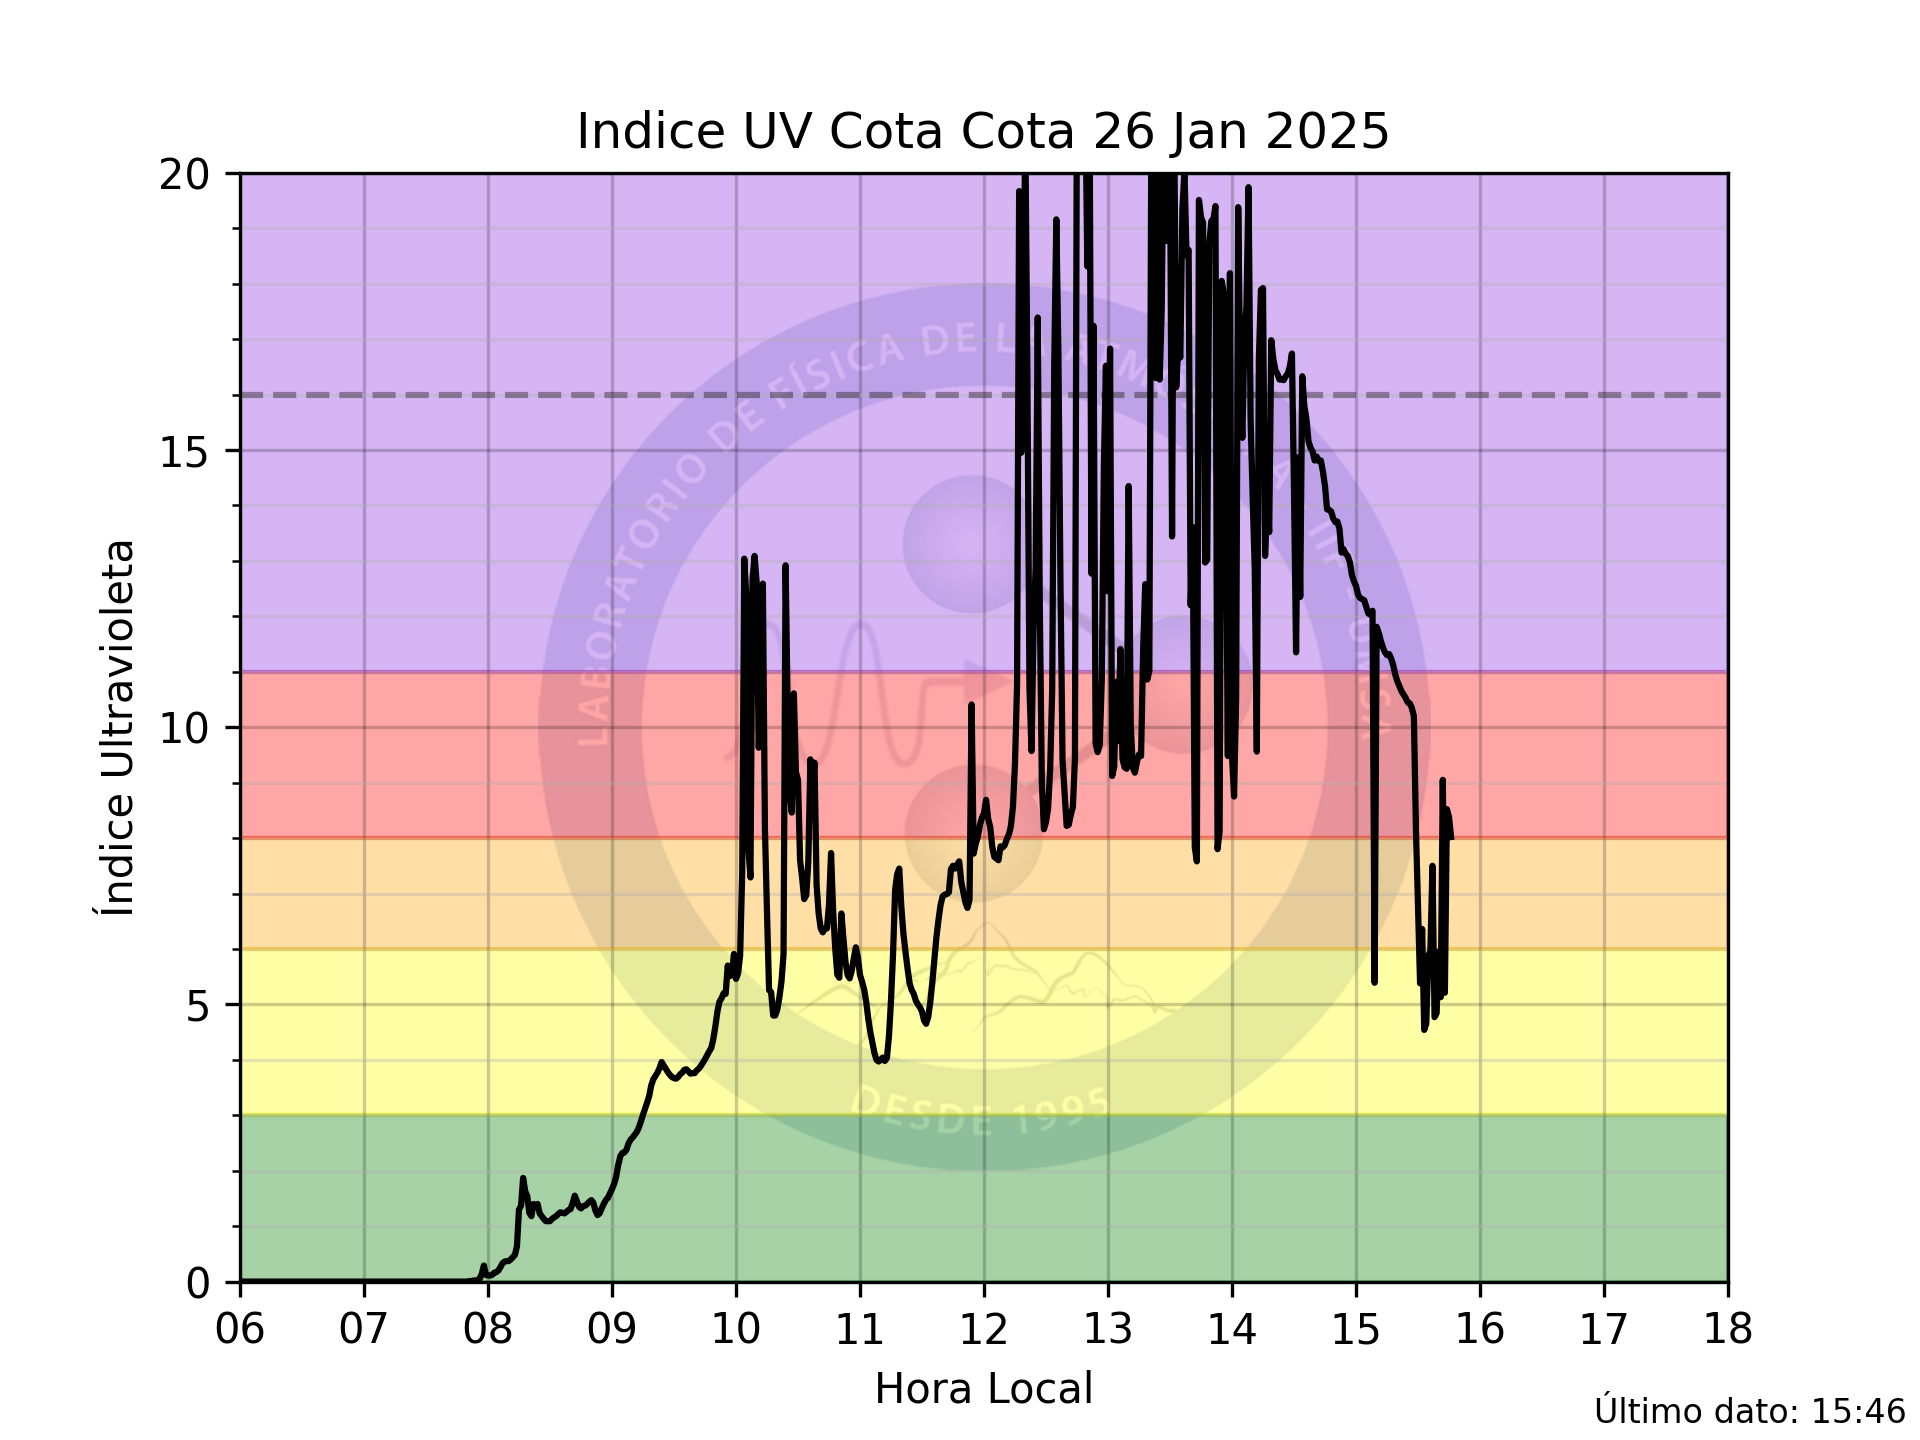 Indice UV Cota Cota 26 Jan 2025
20
15
10
5
0
Índice Ultravioleta
06 07 08 09 10 11 12 13 14 15 16 17 18
Hora Local
Último dato: 15:46
LABORATORIO DE FÍSICA DE LA
DESDE 1995